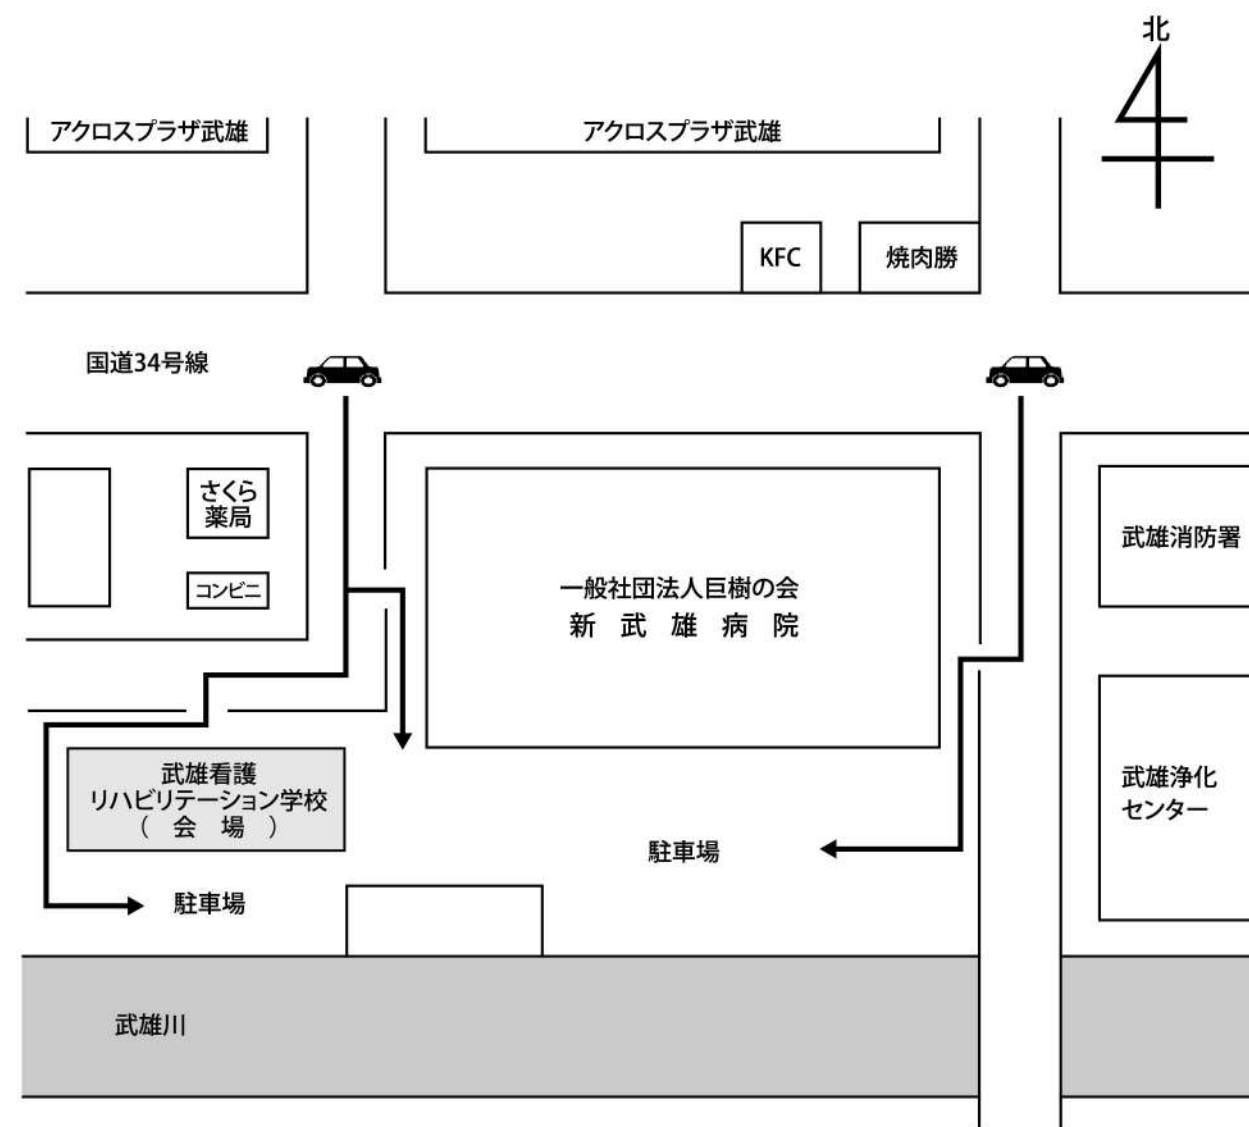 北
アクロスプラザ武雄
アクロスプラザ武雄
KFC
焼肉勝
国道34号線
さくら
薬局
コンビニ
一般社団法人巨樹の会
新 武 雄 病 院
武雄消防署
武雄浄化
センター
武雄看護
リハビリテーション学校
（ 会 場 ）
駐車場
駐車場
武雄川